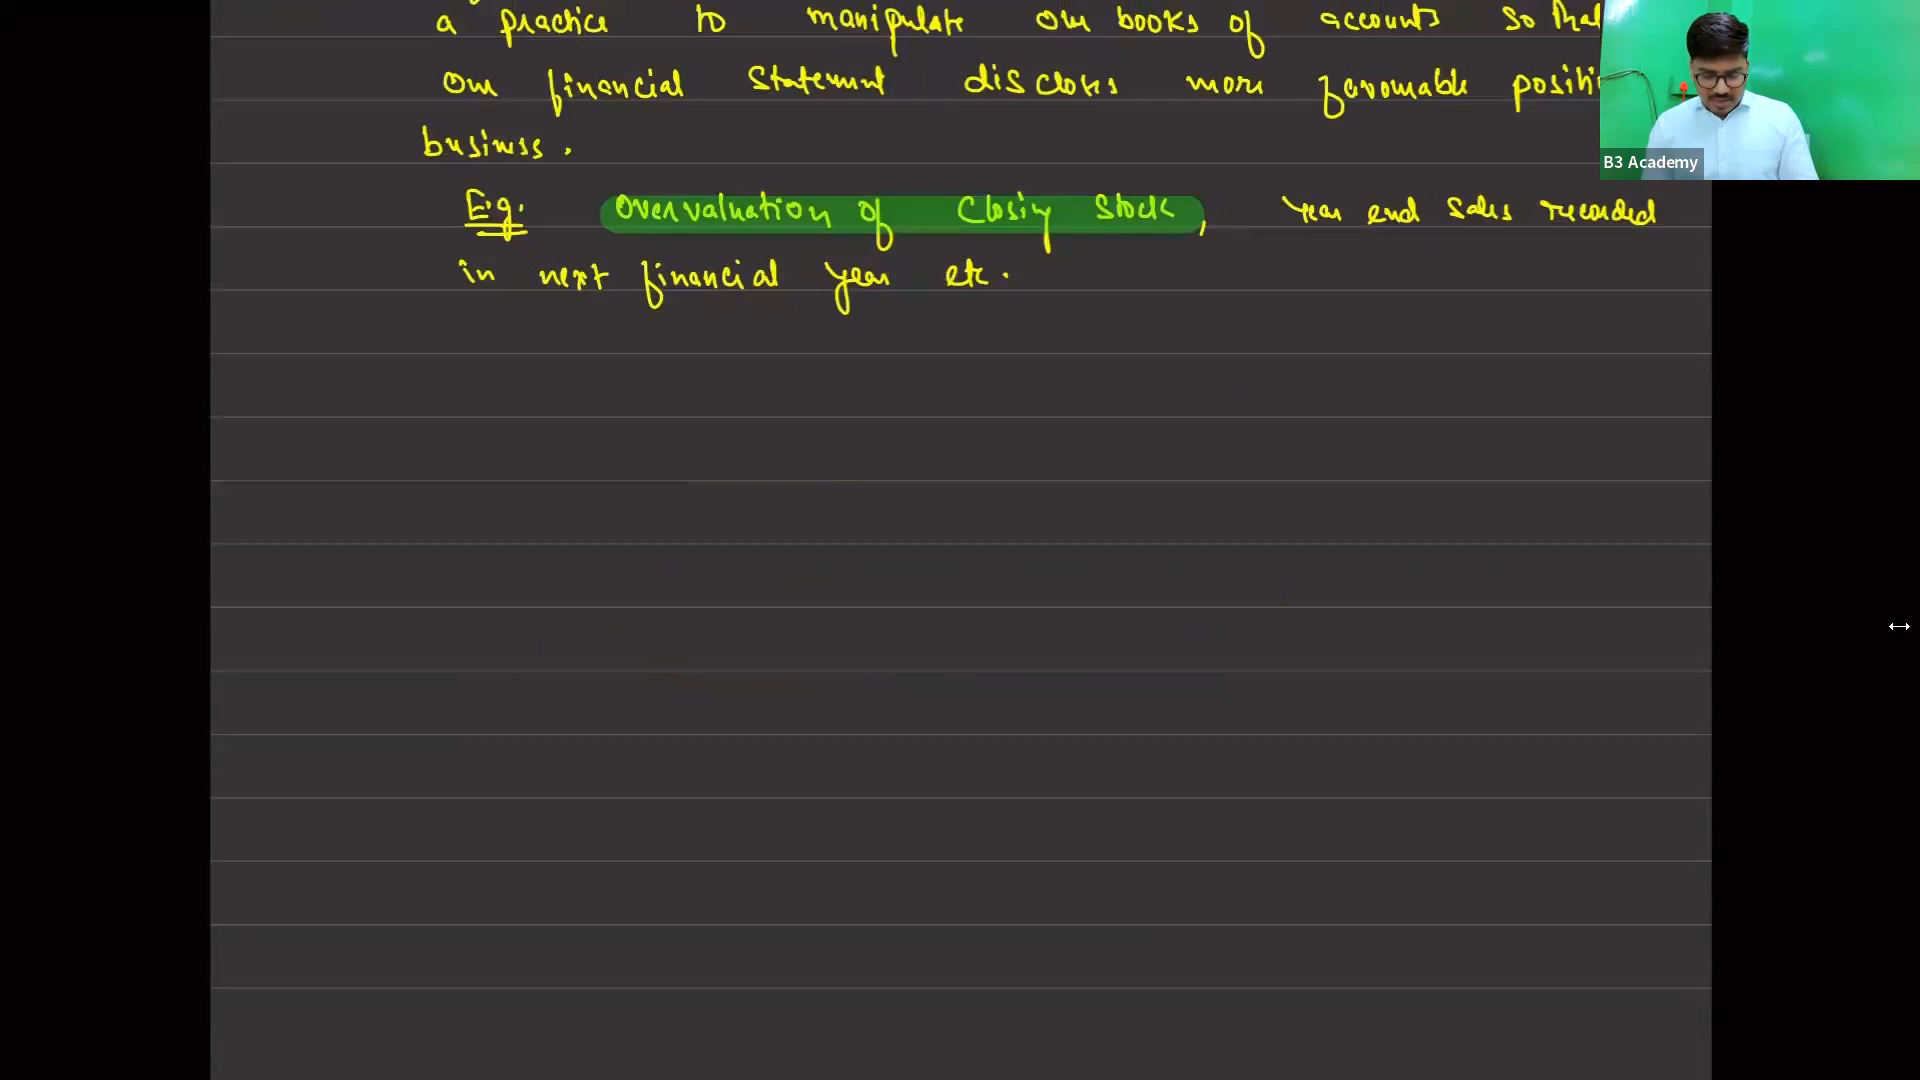 a practice to manipulate our books of accounts so that
our financial statement discloses more favourable positi
business.
E.g. Overvaluation of Closing Stock, Year end sales recorded
in next financial year etc.
B3 Academy